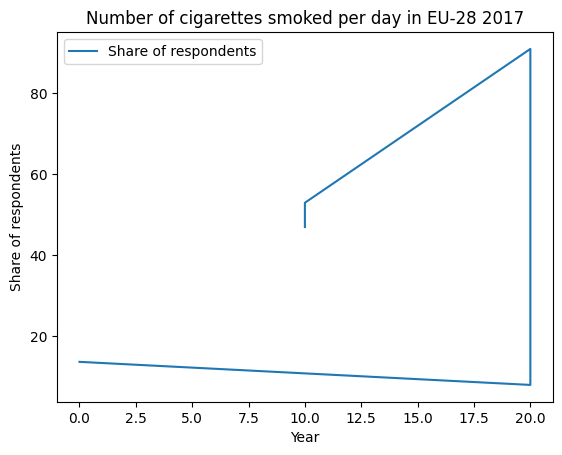 Number of cigarettes smoked per day in EU-28 2017
Share of respondents
Share of respondents
80
60
40
20
0.0 2.5 5.0 7.5 10.0 12.5 15.0 17.5 20.0
Year